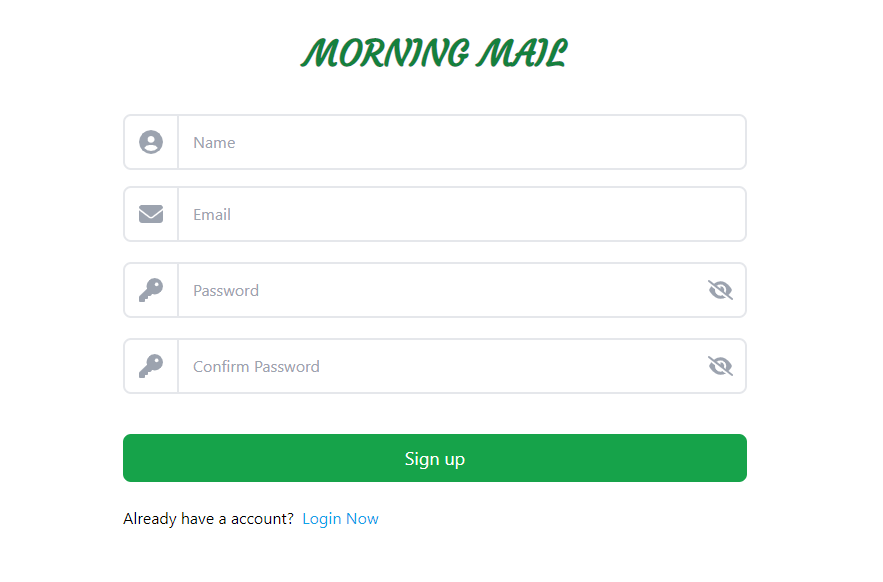 MORNING MAIL
Name
Email
Password
Confirm Password
Sign up
Already have a account? Login Now